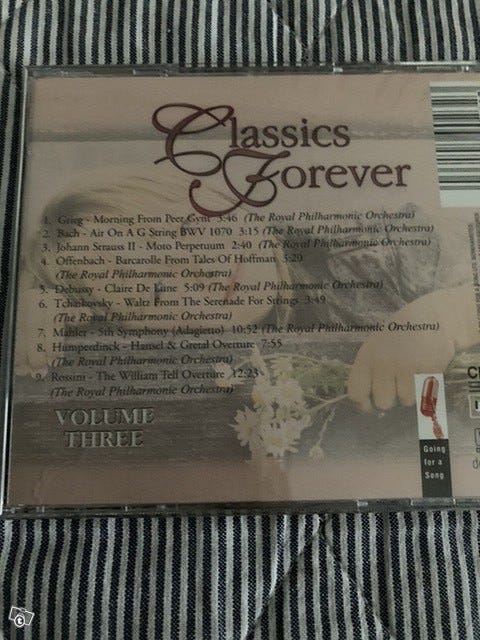 Classics
Forever
1. Grieg - Morning From Peer Gynt 3:46 (The Royal Philharmonic Orchestra)
2. Bach - Air On A G String BWV 1070 3:15 (The Royal Philharmonic Orchestra)
3. Johann Strauss II - Moto Perpetuum 2:40 (The Royal Philharmonic Orchestra)
4. Offenbach - Barcarolle From Tales Of Hoffman 5:20
(The Royal Philharmonic Orchestra)
5. Debussy - Claire De Lune 5:09 (The Royal Philharmonic Orchestra)
6. Tchaikovsky - Waltz From The Serenade For Strings 3:49
(The Royal Philharmonic Orchestra)
7. Mahler - 5th Symphony (Adagietto) 10:52 (The Royal Philharmonic Orchestra)
8. Humperdinck - Hansel & Gretal Overture 7:55
(The Royal Philharmonic Orchestra)
9. Rossini - The William Tell Overture 12:23
(The Royal Philharmonic Orchestra)
VOLUME
THREE
Going
for a
Song